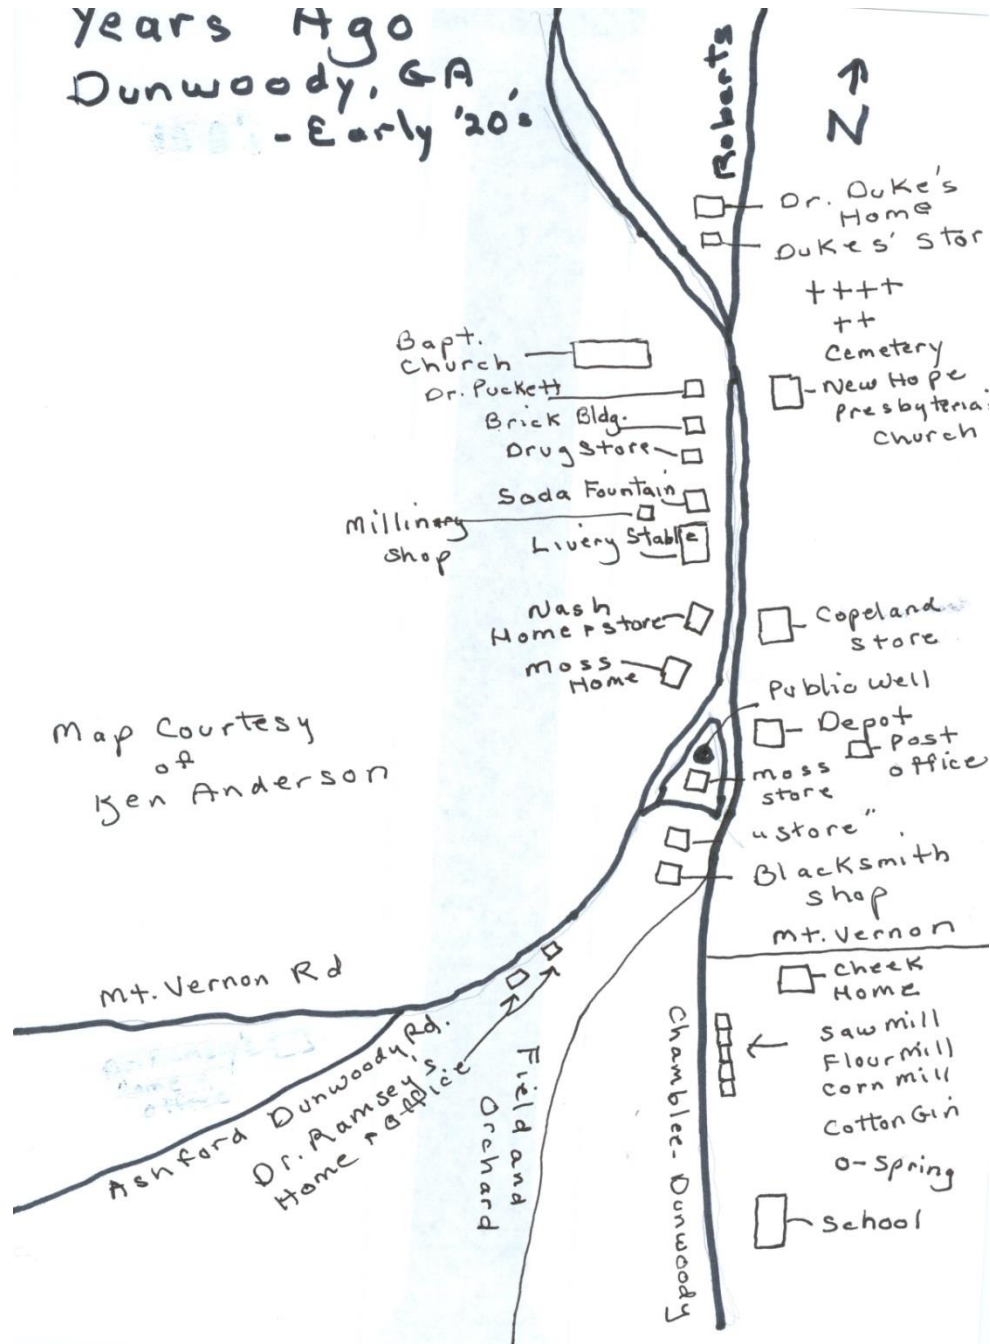 Years Ago
Dunwoody, GA
- Early '20's
Roberts
N
Dr. Duke's
Home
Dukes' Stor
Cemetery
New Hope
Presbyteria
Church
Bapt.
Church
Dr. Puckett
Brick Bldg.
Drug Store
Soda Fountain
Millinary
Shop
Livery Stable
Nash
Home & store
Moss
Home
Copeland
store
Public Well
Depot
Post
office
Moss
store
"store"
Blacksmith
Shop
Map Courtesy
of
Ken Anderson
Mt. Vernon
Cheek
Home
Mt. Vernon Rd
Saw mill
Flour mill
Corn mill
Cotton Gin
O-Spring
School
Ashford Dunwoody Rd.
Dr. Ramsey's
Home & Office
Field and
Orchard
Chamblee-Dunwoody